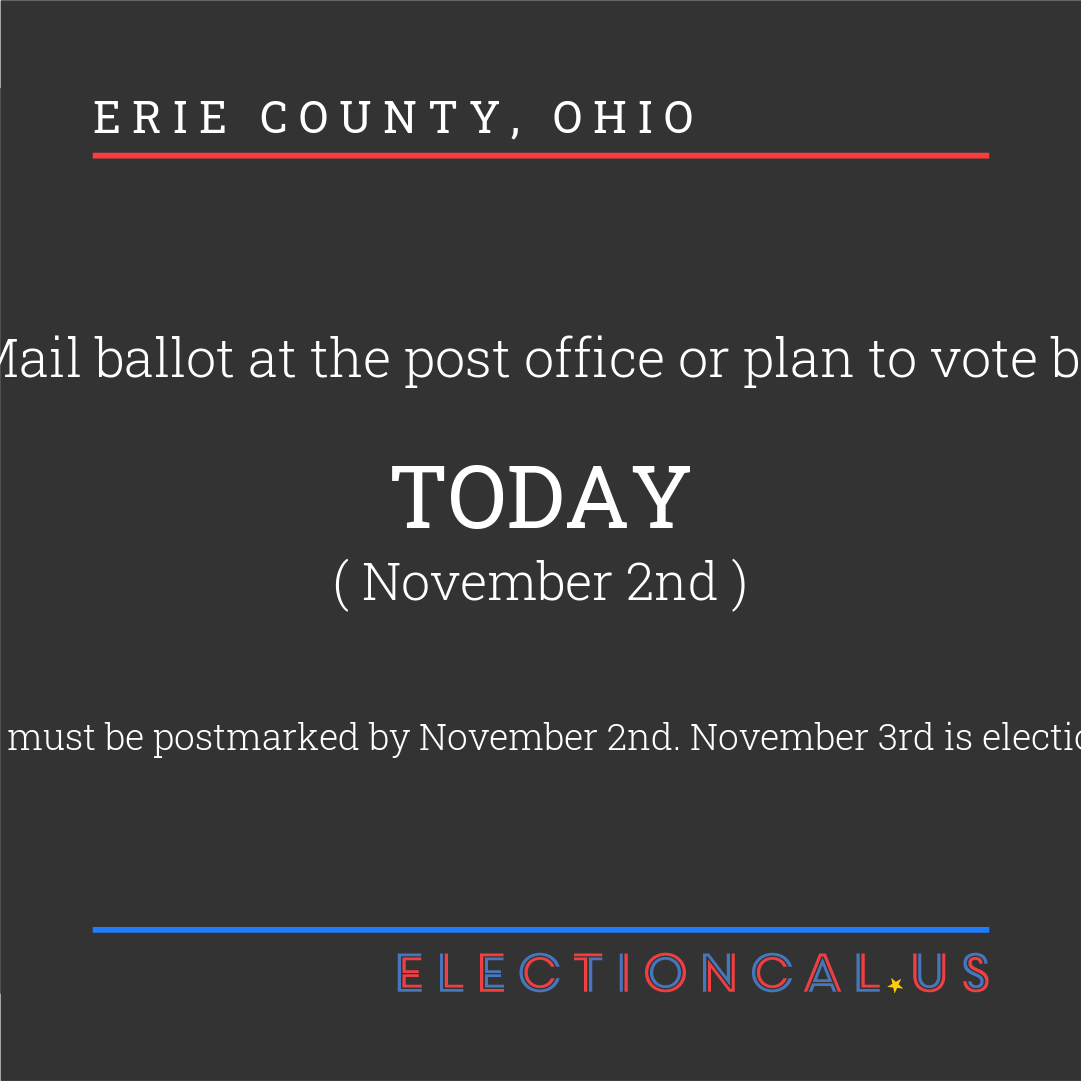 ERIE COUNTY, OHIO
Mail ballot at the post office or plan to vote b
TODAY
( November 2nd )
must be postmarked by November 2nd. November 3rd is electio
ELECTIONCAL.US